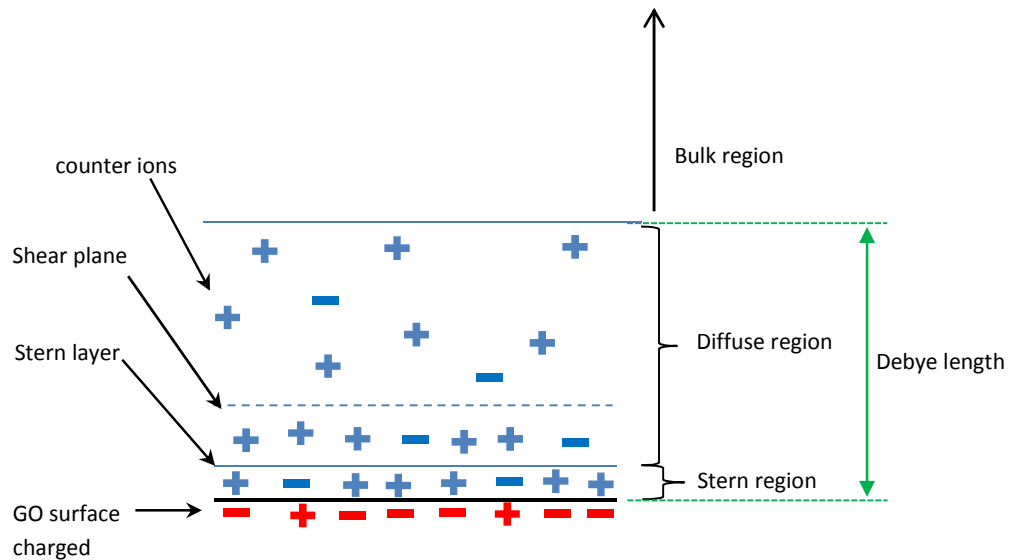 Bulk region
counter ions
Shear plane
Stern layer
Diffuse region
Debye length
Stern region
GO surface
charged